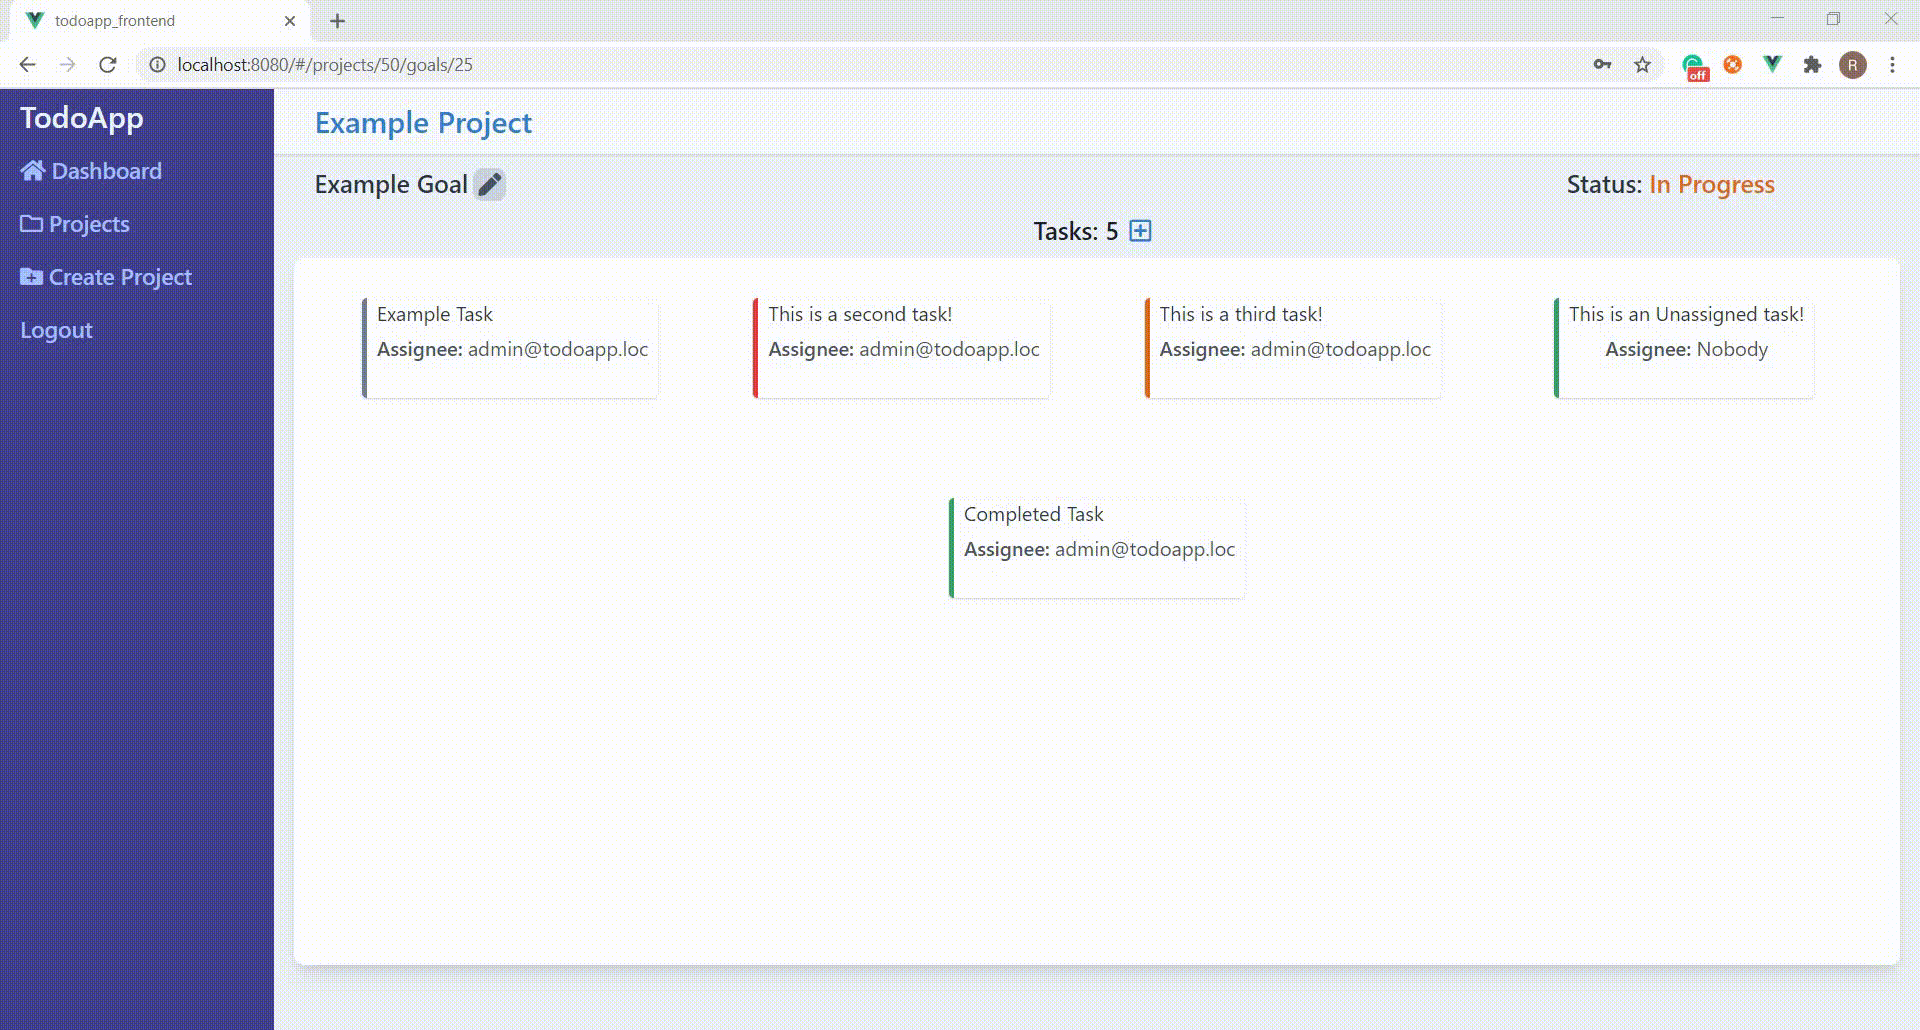 todoapp_frontend
localhost:8080/#/projects/50/goals/25
off
R
TodoApp
Dashboard
Projects
Create Project
Logout
Example Project
Example Goal
Status: In Progress
Tasks: 5
Example Task
Assignee: admin@todoapp.loc
This is a second task!
Assignee: admin@todoapp.loc
This is a third task!
Assignee: admin@todoapp.loc
This is an Unassigned task!
Assignee: Nobody
Completed Task
Assignee: admin@todoapp.loc